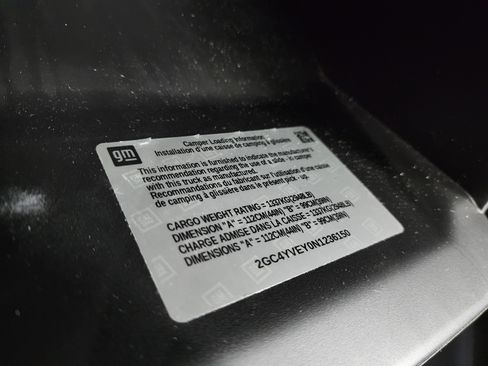 gm
Camper Loading Information
Installation d'une caisse de camping à glissière
This information is furnished to indicate the manufacturer's
recommendation regarding the use of a slide - in camper
with this truck as manufactured.
Recommandations du fabricant sur l'utilisation d'une caisse
de camping à glissière dans le présent pick - up.
CARGO WEIGHT RATING = 1337KG(2948LB)
DIMENSION "A" = 112CM(44IN) "B" = 99CM(39IN)
CHARGE ADMISE DANS LA CAISSE = 1337KG(2948LB)
DIMENSIONS "A" = 112CM(44IN) "B" = 99CM(39IN)
2GC4YVEY0N1236150